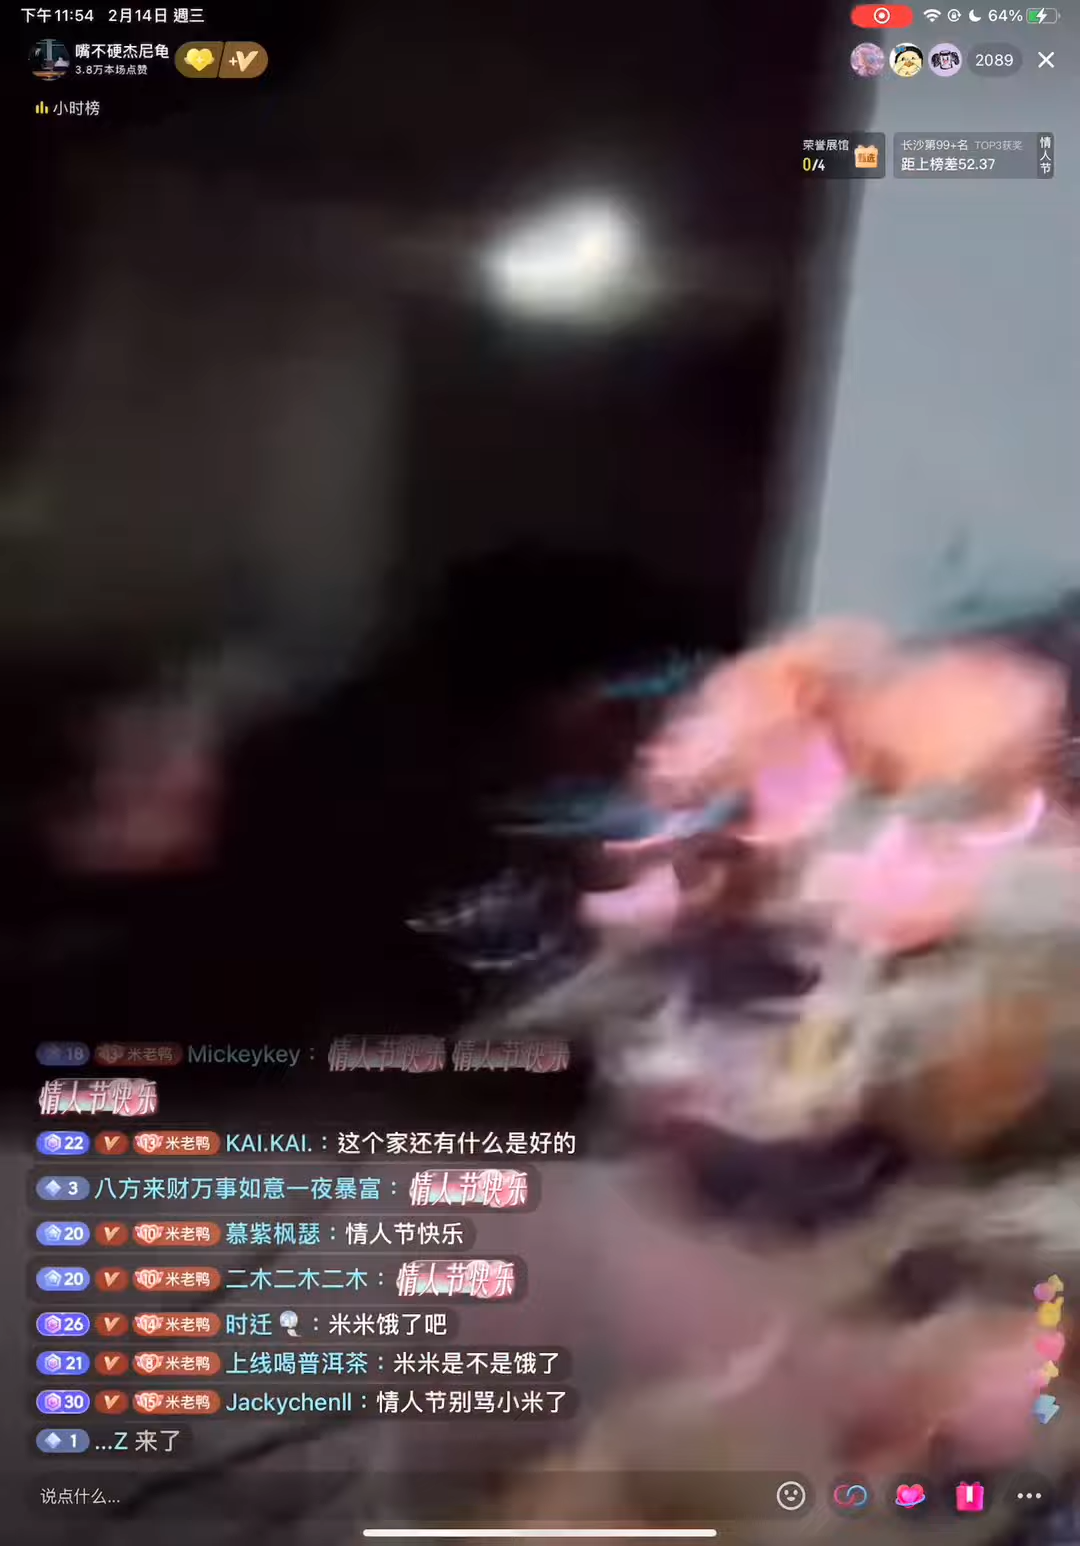 下午11:54 2月14日 週三
64%
嘴不硬杰尼龟
3.8万本场点赞
+V
2089
小时榜
荣誉展馆
0/4
甄选
长沙第99+名 TOP3获奖
距上榜差52.37
情人节
18 13 米老鸭 Mickeykey： 情人节快乐 情人节快乐
情人节快乐
22 V 13 米老鸭 KAI.KAI.：这个家还有什么是好的
3 八方来财万事如意一夜暴富：情人节快乐
20 V 10 米老鸭 慕紫枫瑟：情人节快乐
20 V 10 米老鸭 二木二木二木：情人节快乐
26 V 14 米老鸭 时迁：米米饿了吧
21 V 8 米老鸭 上线喝普洱茶：米米是不是饿了
30 V 15 米老鸭 Jackychenll：情人节别骂小米了
1 ...Z 来了
说点什么...